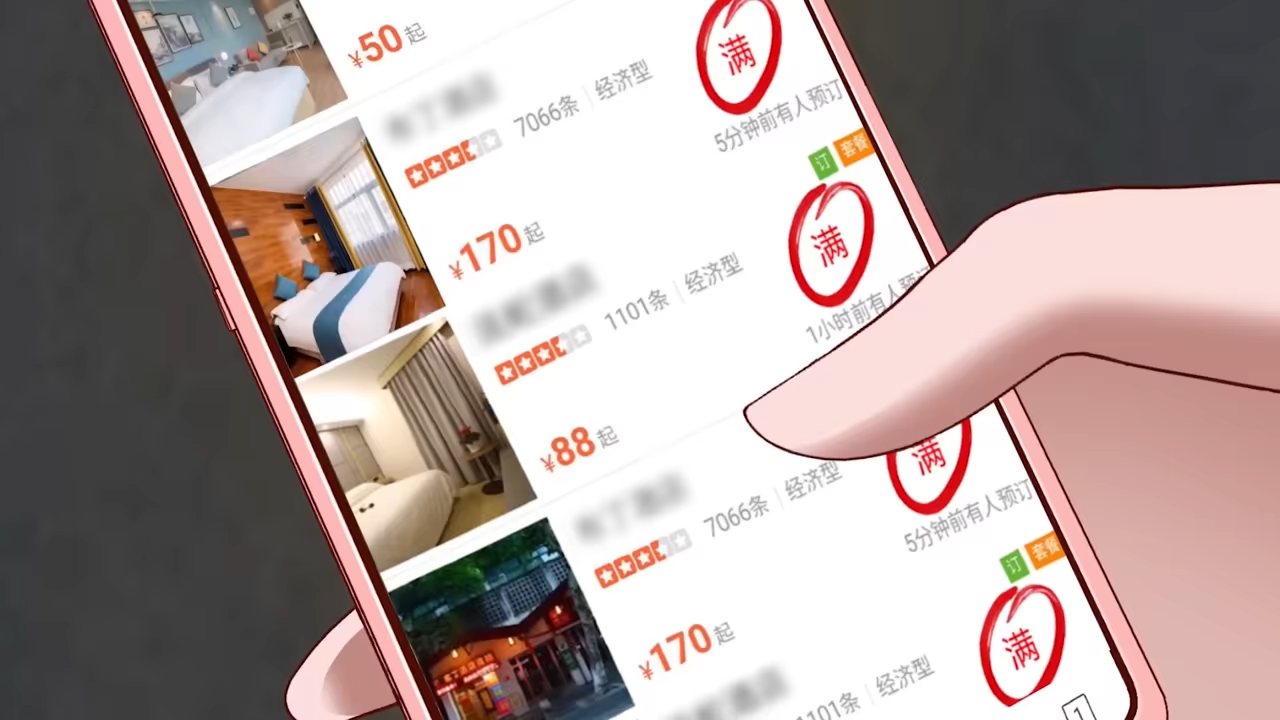 ¥50起
满
7066条 | 经济型
5分钟前有人预订
订 套餐
¥170起
满
1101条 | 经济型
1小时前有人预订
¥88起
满
7066条 | 经济型
5分钟前有人预订
订 套餐
¥170起
满
1101条 | 经济型
1